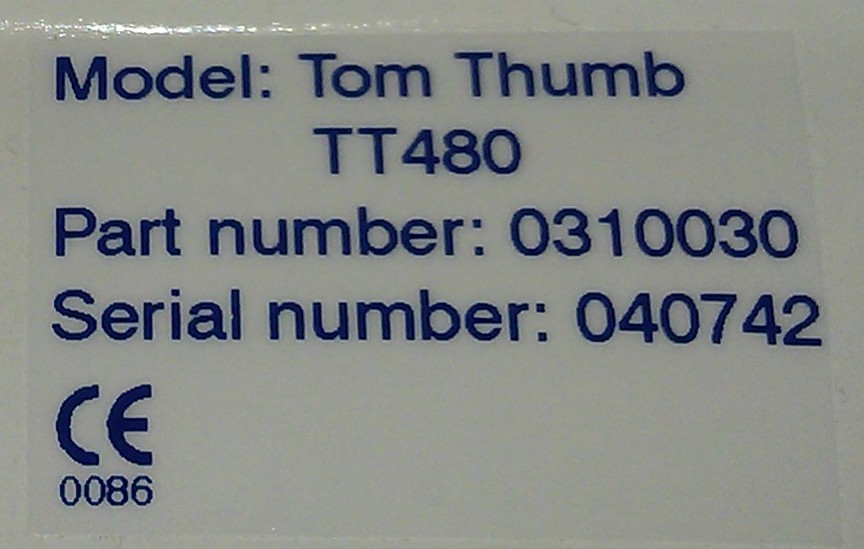 Model: Tom Thumb
TT480
Part number: 0310030
Serial number: 040742
CE
0086